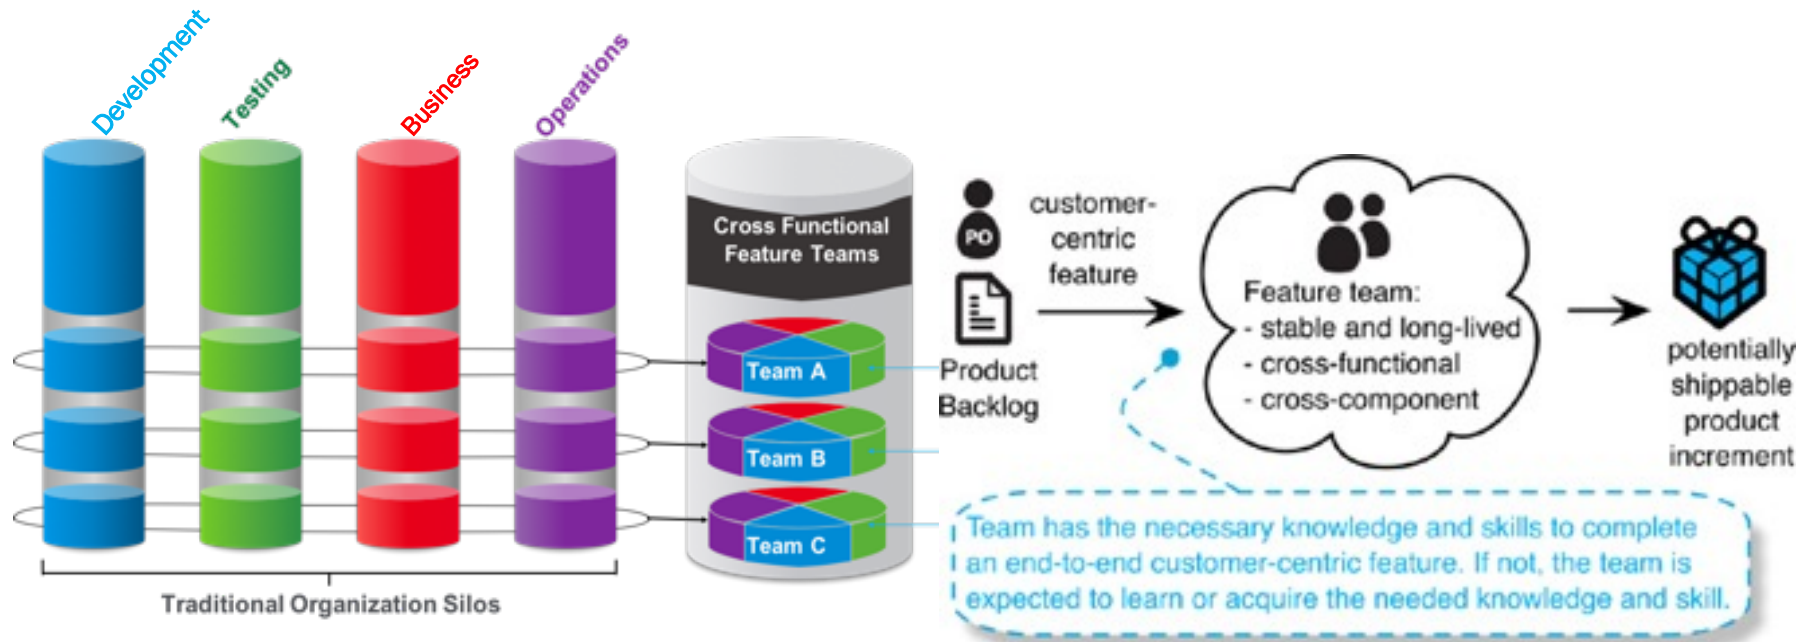 Development
Testing
Business
Operations
Cross Functional
Feature Teams
Team A
Team B
Team C
Traditional Organization Silos
PO
Product
Backlog
customer-
centric
feature
Feature team:
- stable and long-lived
- cross-functional
- cross-component
potentially
shippable
product
increment
Team has the necessary knowledge and skills to complete
an end-to-end customer-centric feature. If not, the team is
expected to learn or acquire the needed knowledge and skill.